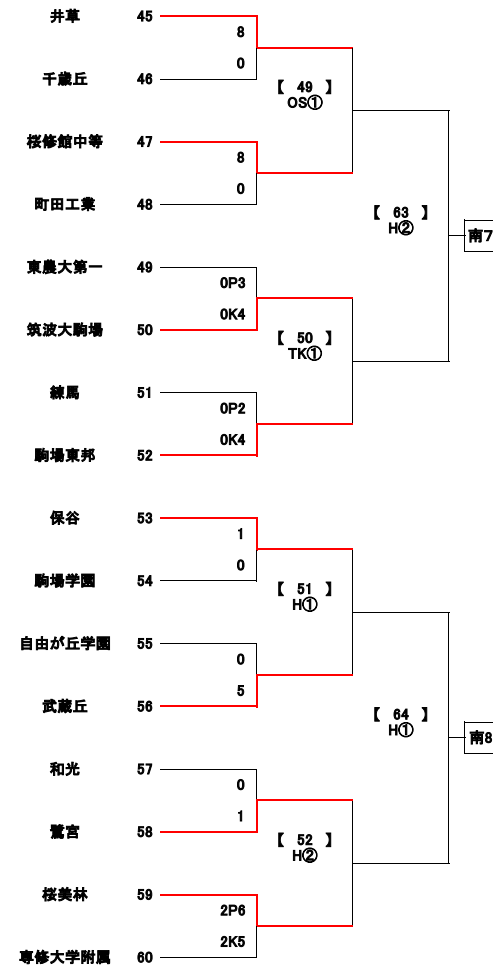 井草 45
8
0
千歳丘 46
【 49 】
OS①
桜修館中等 47
8
0
町田工業 48
【 63 】
H②
南7
東農大第一 49
0P3
0K4
筑波大駒場 50
【 50 】
TK①
練馬 51
0P2
0K4
駒場東邦 52
保谷 53
1
0
駒場学園 54
【 51 】
H①
自由が丘学園 55
0
5
武蔵丘 56
【 64 】
H①
南8
和光 57
0
1
鷺宮 58
【 52 】
H②
桜美林 59
2P6
2K5
専修大学附属 60